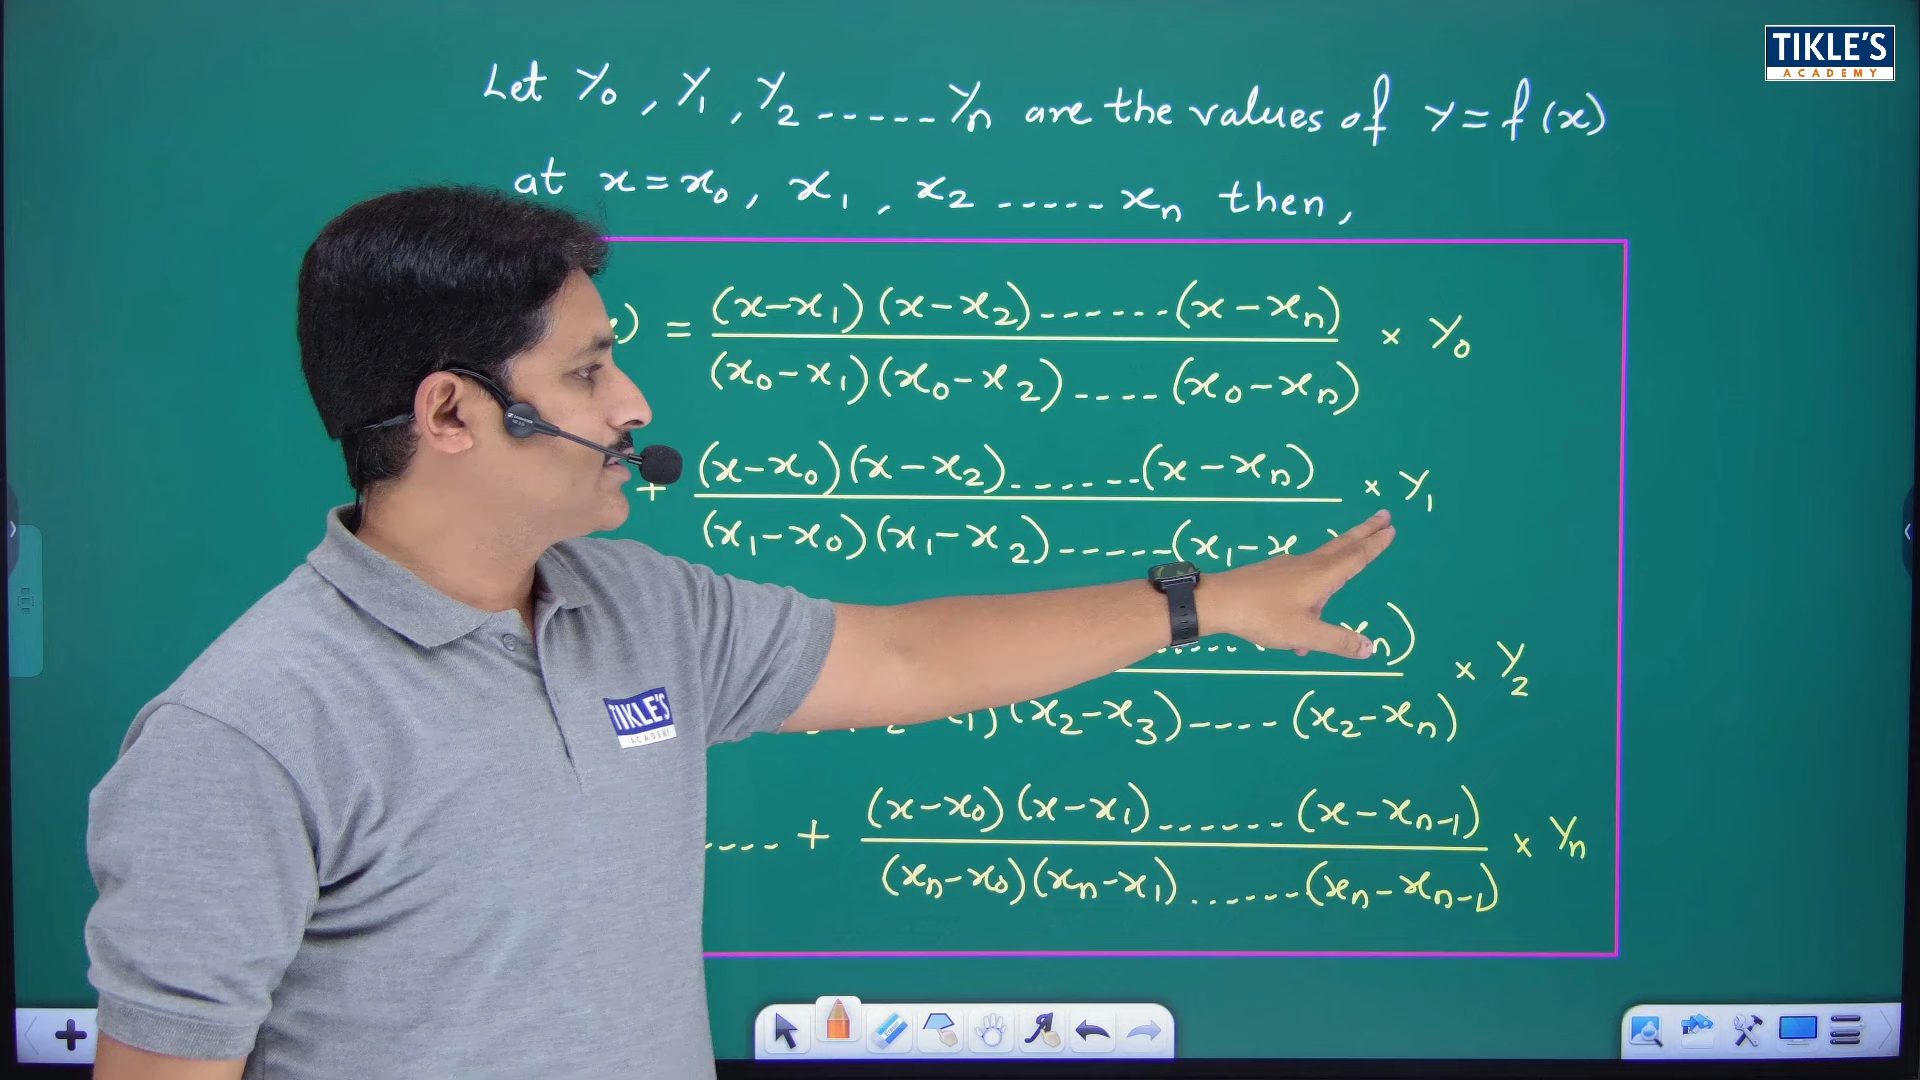 TIKLE'S
ACADEMY
Let y₀, y₁, y₂ ------ yₙ are the values of y = f(x)
at x = x₀, x₁, x₂ ----- xₙ then,
) = (x-x₁)(x-x₂)------(x-xₙ) × y₀
(x₀-x₁)(x₀-x₂)----(x₀-xₙ)
+ (x-x₀)(x-x₂)------(x-xₙ) × y₁
(x₁-x₀)(x₁-x₂)-----(x₁-x
xₙ) × y₂
(x₂-x₃)----(x₂-xₙ)
---- + (x-x₀)(x-x₁)------(x-xₙ₋₁) × yₙ
(xₙ-x₀)(xₙ-x₁)------(xₙ-xₙ₋₁)
TIKLE'S
ACADEMY